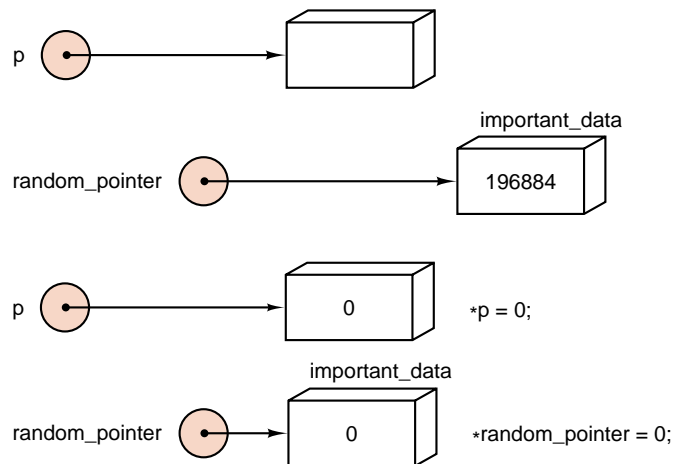 p
important_data
random_pointer 196884
p 0 *p = 0;
important_data
random_pointer 0 *random_pointer = 0;